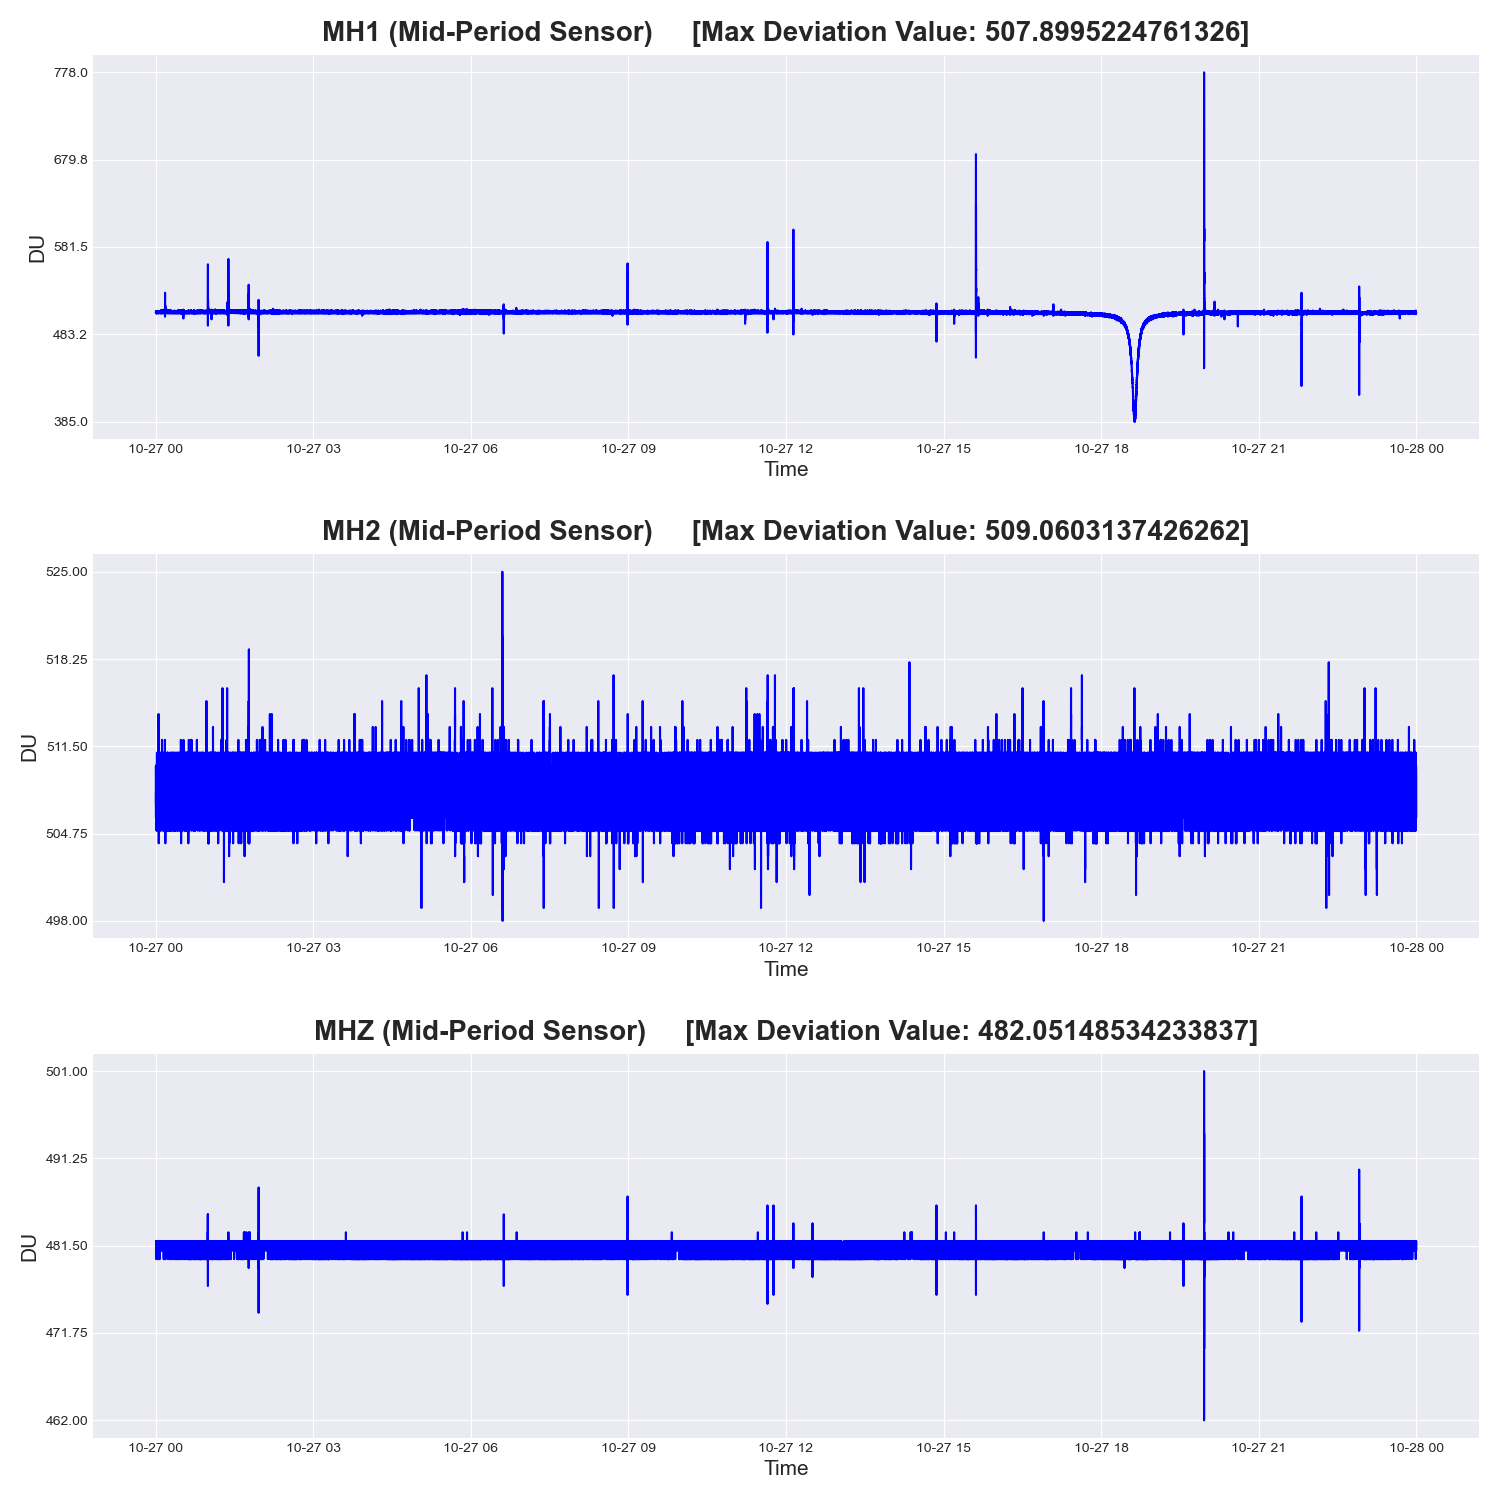 MH1 (Mid-Period Sensor) [Max Deviation Value: 507.8995224761326]
778.0
679.8
581.5
483.2
385.0
DU
10-27 00 10-27 03 10-27 06 10-27 09 10-27 12 10-27 15 10-27 18 10-27 21 10-28 00
Time
MH2 (Mid-Period Sensor) [Max Deviation Value: 509.0603137426262]
525.00
518.25
511.50
504.75
498.00
DU
10-27 00 10-27 03 10-27 06 10-27 09 10-27 12 10-27 15 10-27 18 10-27 21 10-28 00
Time
MHZ (Mid-Period Sensor) [Max Deviation Value: 482.05148534233837]
501.00
491.25
481.50
471.75
462.00
DU
10-27 00 10-27 03 10-27 06 10-27 09 10-27 12 10-27 15 10-27 18 10-27 21 10-28 00
Time